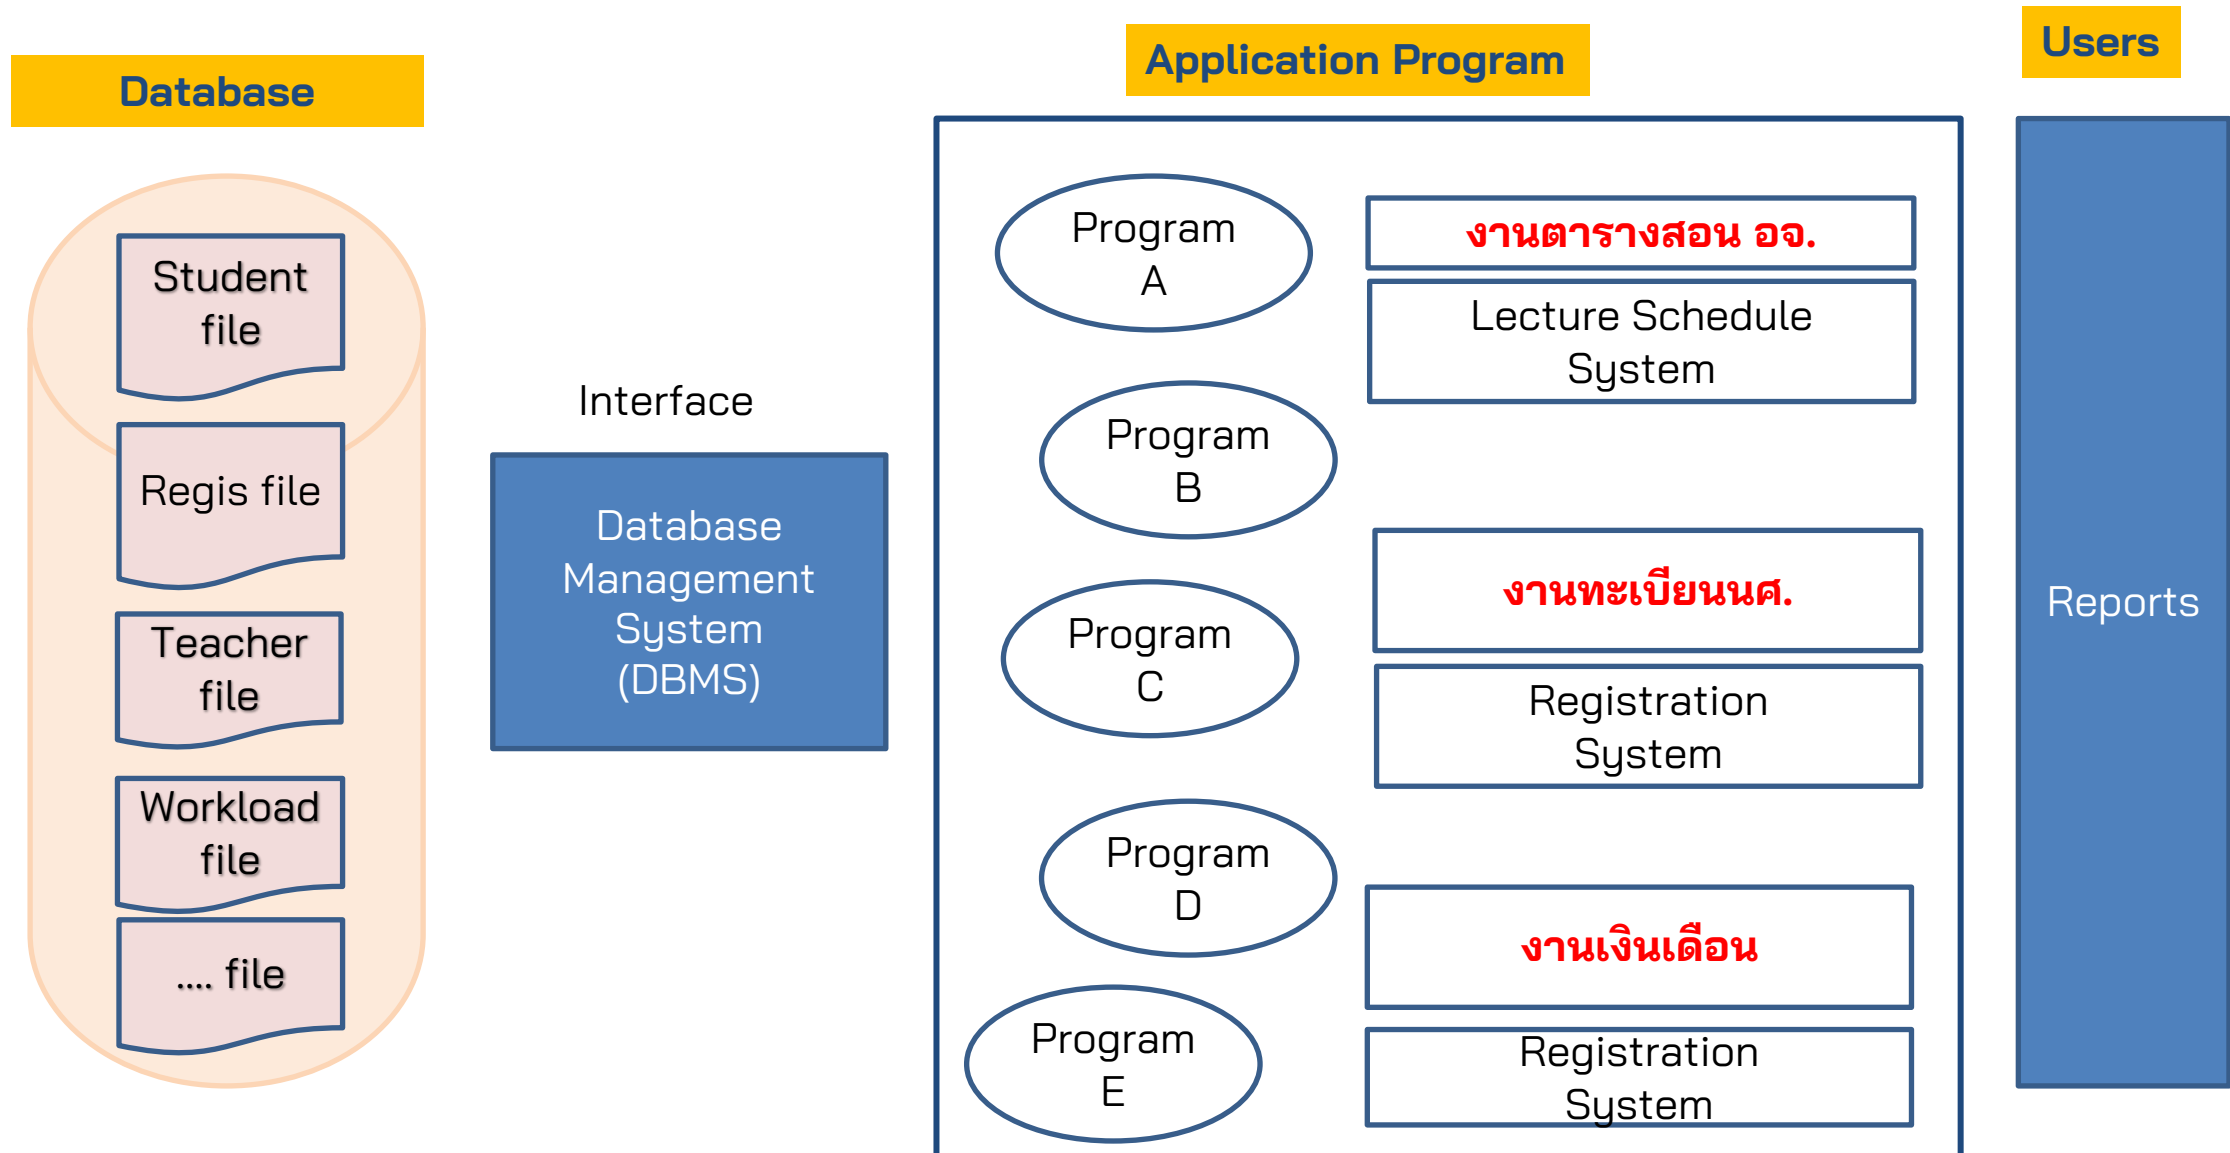 Database
Student
file
Regis file
Teacher
file
Workload
file
.... file
Interface
Database
Management
System
(DBMS)
Application Program
Program
A
Program
B
Program
C
Program
D
Program
E
งานตารางสอน อจ.
Lecture Schedule
System
งานทะเบียนนศ.
Registration
System
งานเงินเดือน
Registration
System
Users
Reports